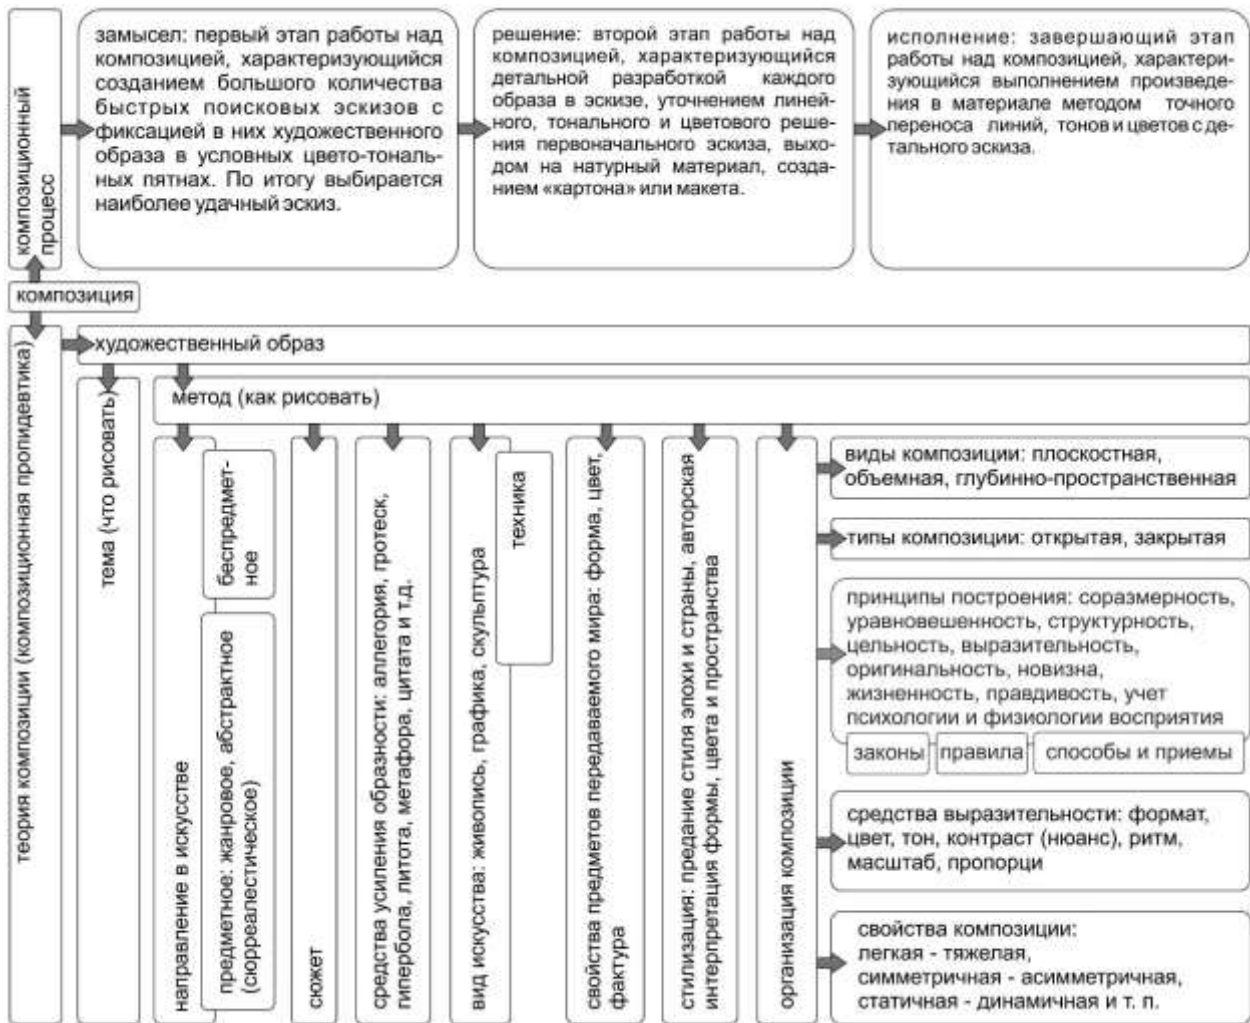 композиционный
процесс
замысел: первый этап работы над
композицией, характеризующийся
созданием большого количества
быстрых поисковых эскизов с
фиксацией в них художественного
образа в условных цвето-тональ-
ных пятнах. По итогу выбирается
наиболее удачный эскиз.
решение: второй этап работы над
композицией, характеризующийся
детальной разработкой каждого
образа в эскизе, уточнением линей-
ного, тонального и цветового реше-
ния первоначального эскиза, выхо-
дом на натурный материал, созда-
нием «картона» или макета.
исполнение: завершающий этап
работы над композицией, характери-
зующийся выполнением произведе-
ния в материале методом точного
переноса линий, тонов и цветов с де-
тального эскиза.
композиция
теория композиции (композиционная пропидевтика)
художественный образ
тема (что рисовать)
метод (как рисовать)
направление в искусстве
беспредмет-
ное
предметное: жанровое, абстрактное
(сюрреалестическое)
сюжет
средства усиления образности: аллегория, гротеск,
гипербола, литота, метафора, цитата и т.д.
вид искусства: живопись, графика, скульптура
техника
свойства предметов передаваемого мира: форма, цвет,
фактура
стилизация: предание стиля эпохи и страны, авторская
интерпретация формы, цвета и пространства
организация композиции
виды композиции: плоскостная,
объемная, глубинно-пространственная
типы композиции: открытая, закрытая
принципы построения: соразмерность,
уравновешенность, структурность,
цельность, выразительность,
оригинальность, новизна,
жизненность, правдивость, учет
психологии и физиологии восприятия
законы
правила
способы и приемы
средства выразительности: формат,
цвет, тон, контраст (нюанс), ритм,
масштаб, пропорци
свойства композиции:
легкая - тяжелая,
симметричная - асимметричная,
статичная - динамичная и т. п.